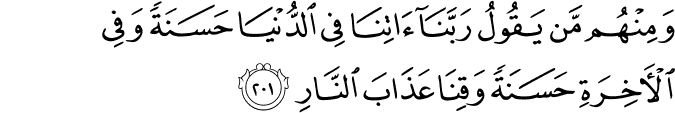 وَمِنْهُم مَّن يَقُولُ رَبَّنَآ ءَاتِنَا فِى ٱلدُّنْيَا حَسَنَةً وَفِى
ٱلْأَخِرَةِ حَسَنَةً وَقِنَا عَذَابَ ٱلنَّارِ ۝٢٠١